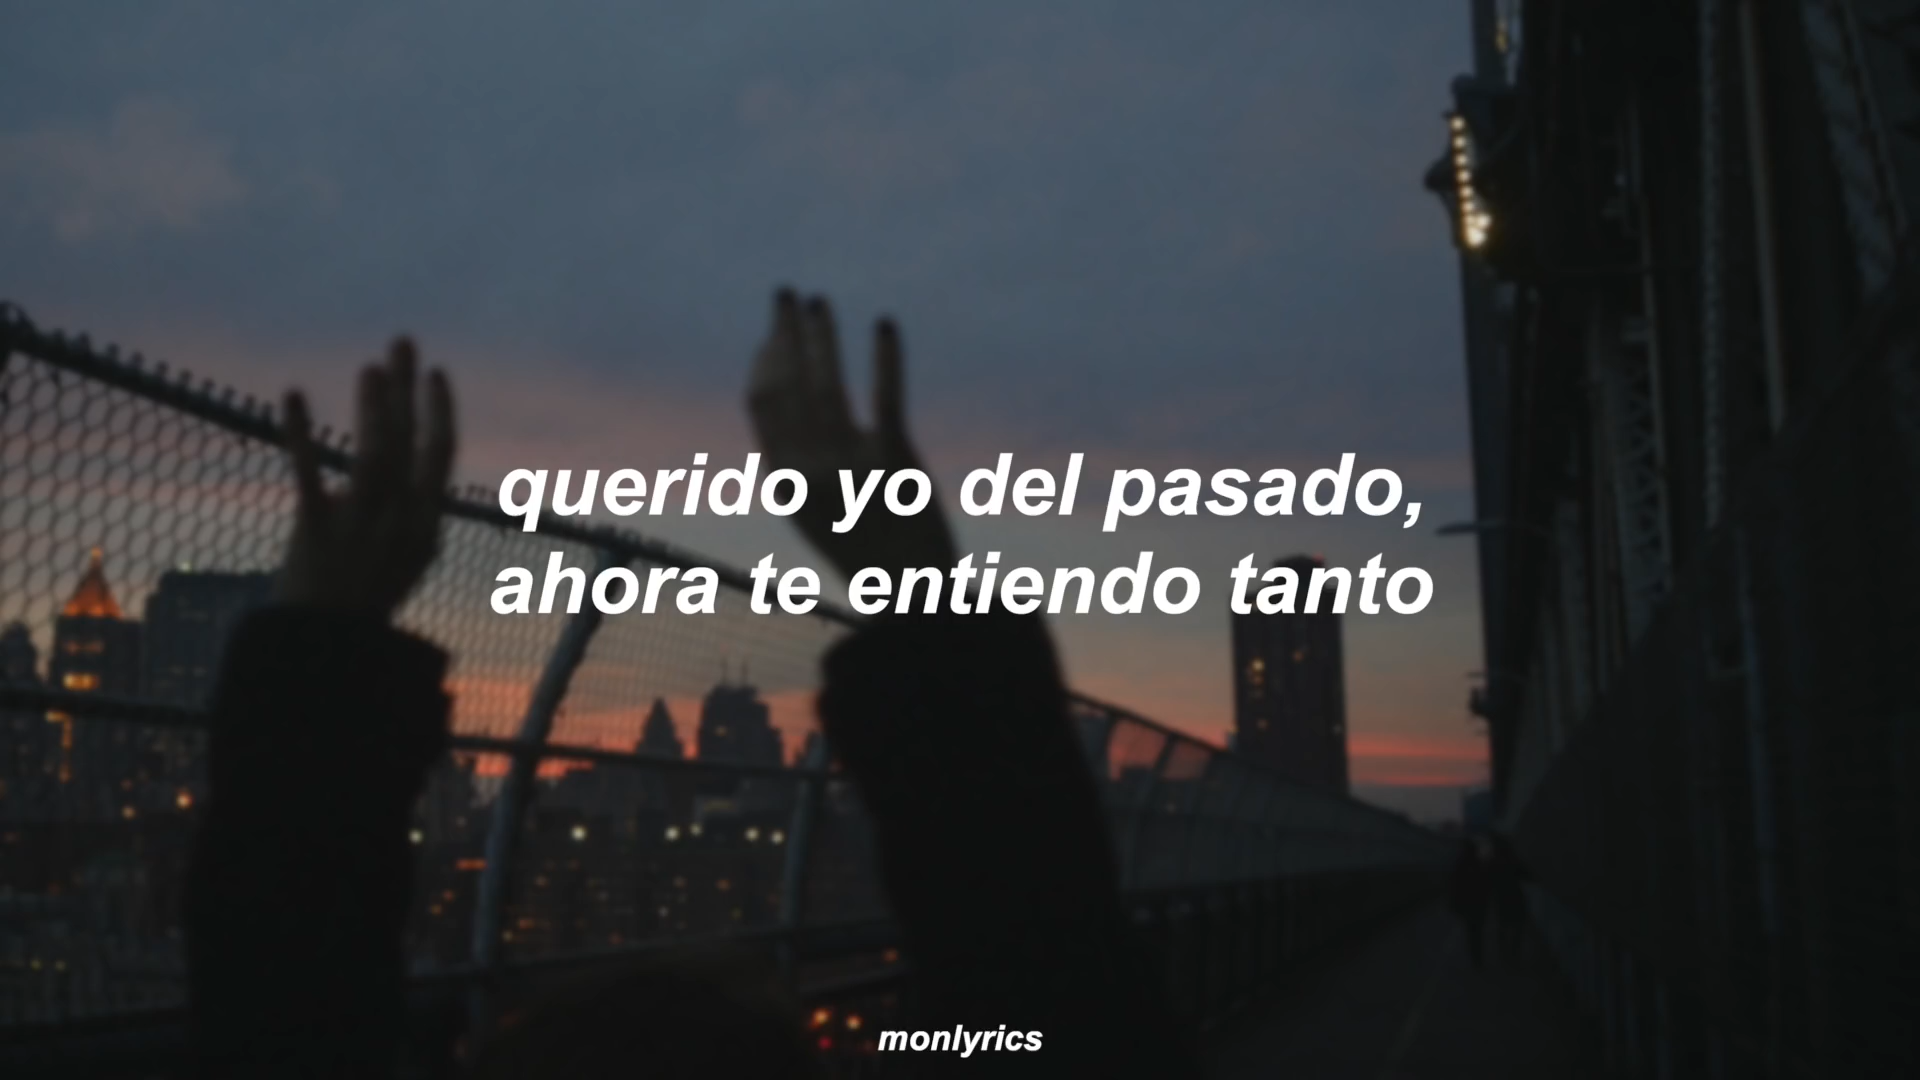 querido yo del pasado,
ahora te entiendo tanto
monlyrics